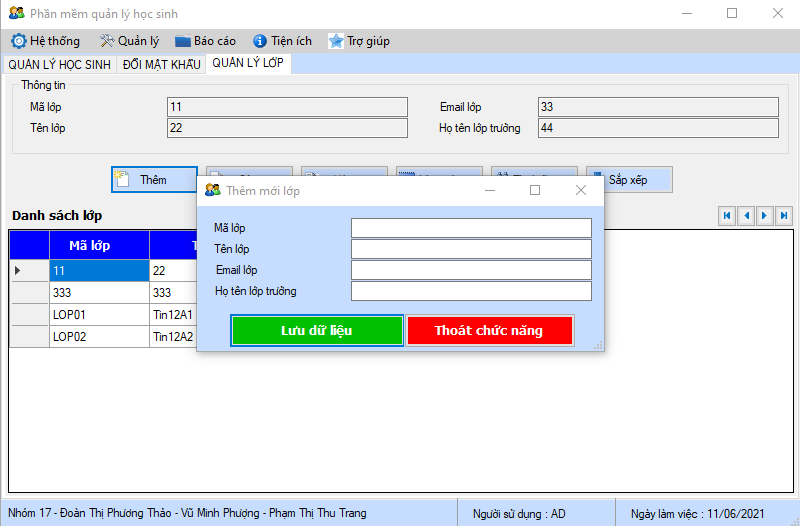 Phần mềm quản lý học sinh
Hệ thống Quản lý Báo cáo Tiện ích Trợ giúp
QUẢN LÝ HỌC SINH ĐỔI MẬT KHẨU QUẢN LÝ LỚP
Thông tin
Mã lớp 11 Email lớp 33
Tên lớp 22 Họ tên lớp trưởng 44
Thêm Sắp xếp
Danh sách lớp
Mã lớp
11 22
333 333
LOP01 Tin12A1
LOP02 Tin12A2
Thêm mới lớp
Mã lớp
Tên lớp
Email lớp
Họ tên lớp trưởng
Lưu dữ liệu Thoát chức năng
Nhóm 17 - Đoàn Thị Phương Thảo - Vũ Minh Phượng - Phạm Thị Thu Trang Người sử dụng : AD Ngày làm việc : 11/06/2021